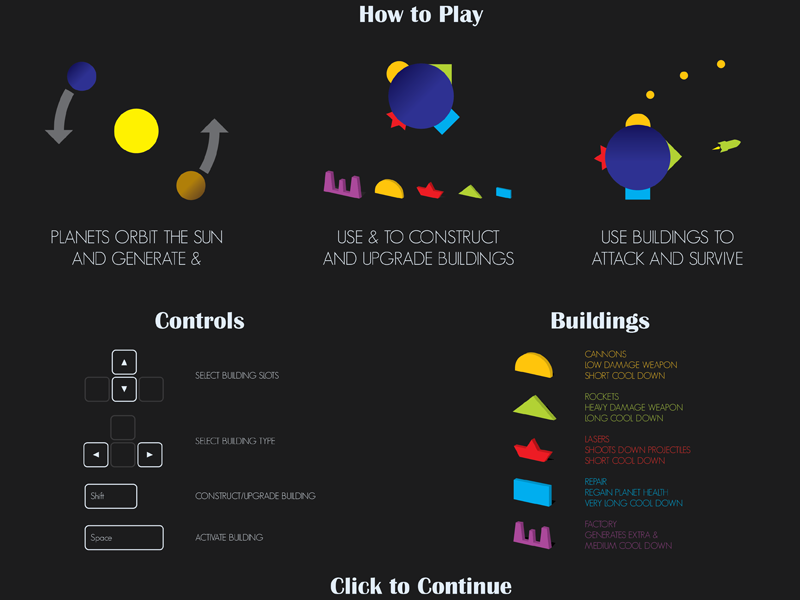 How to Play
PLANETS ORBIT THE SUN
AND GENERATE &
USE & TO CONSTRUCT
AND UPGRADE BUILDINGS
USE BUILDINGS TO
ATTACK AND SURVIVE
Controls
SELECT BUILDING SLOTS
SELECT BUILDING TYPE
Shift
CONSTRUCT/UPGRADE BUILDING
Space
ACTIVATE BUILDING
Buildings
CANNONS
LOW DAMAGE WEAPON
SHORT COOL DOWN
ROCKETS
HEAVY DAMAGE WEAPON
LONG COOL DOWN
LASERS
SHOOTS DOWN PROJECTILES
SHORT COOL DOWN
REPAIR
REGAIN PLANET HEALTH
VERY LONG COOL DOWN
FACTORY
GENERATES EXTRA &
MEDIUM COOL DOWN
Click to Continue